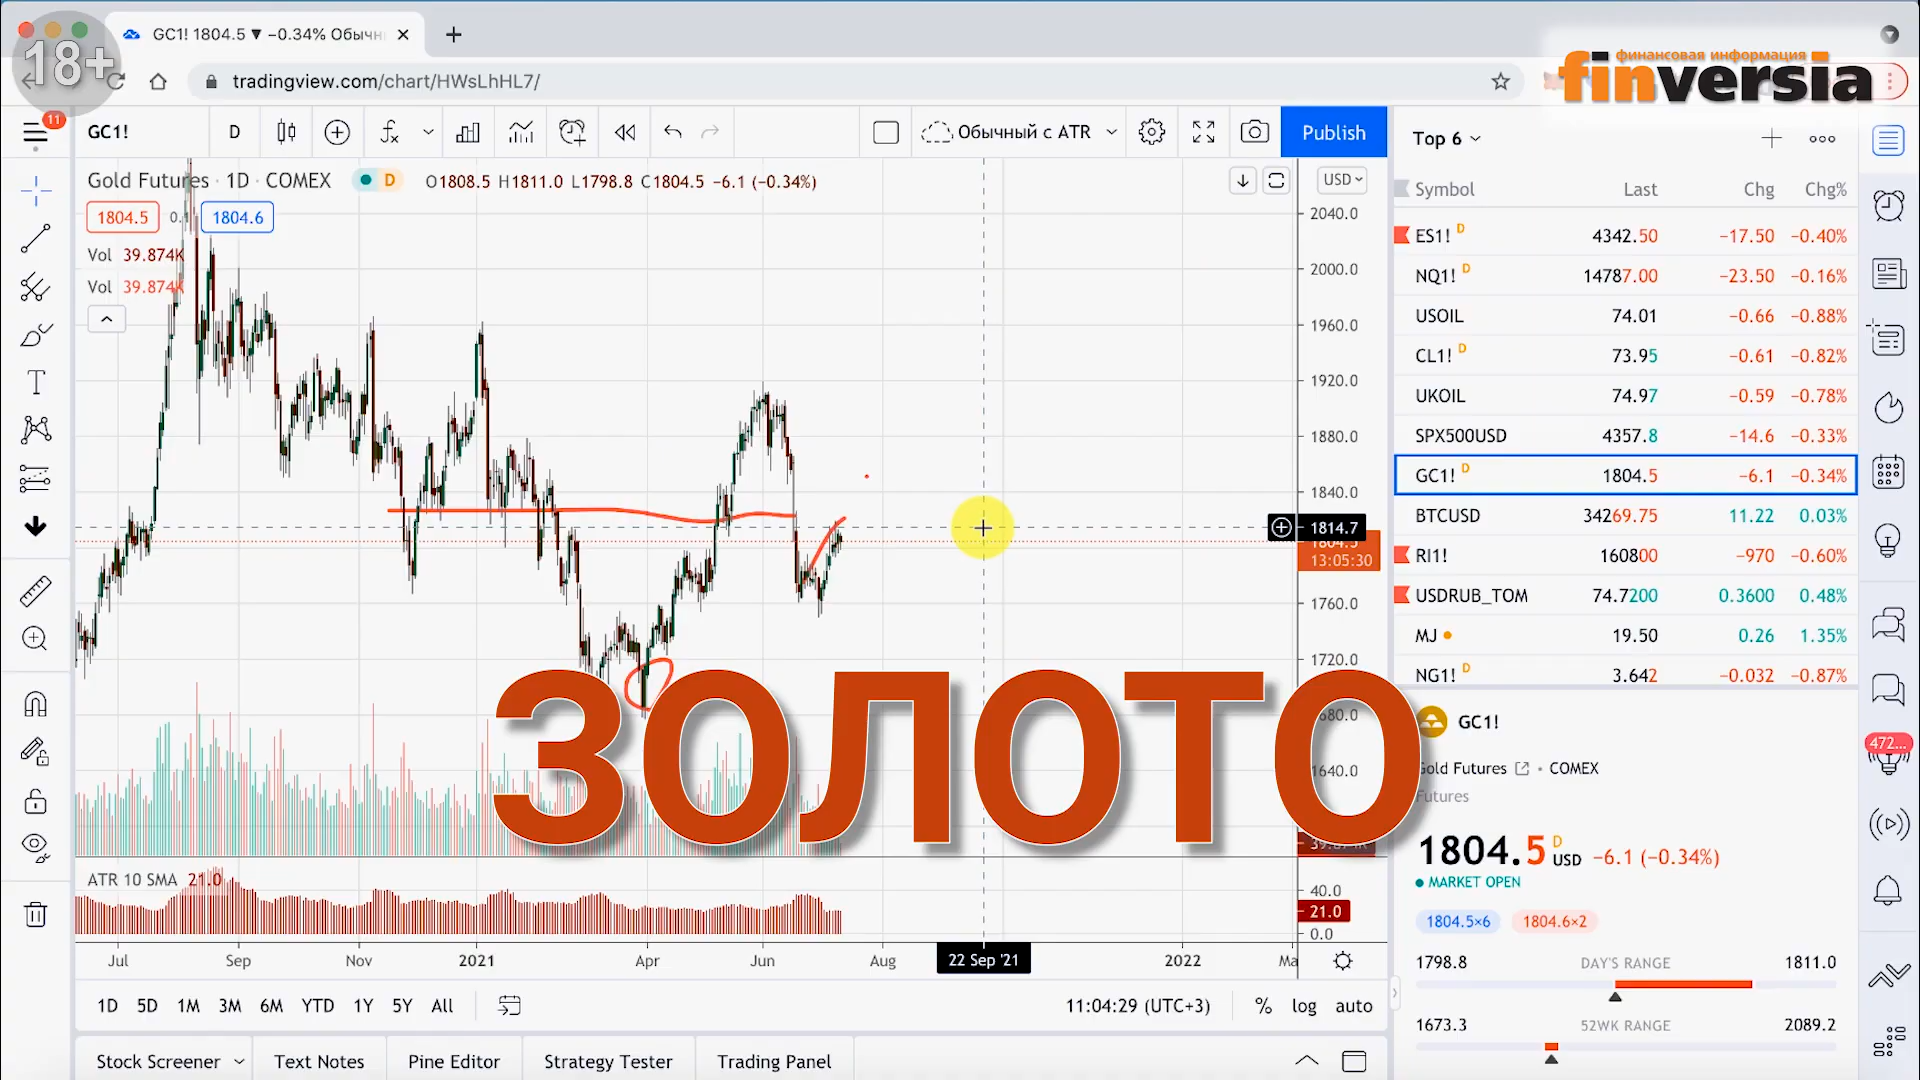 GC1! 1804.5 ▼ −0.34% Обычн
18+
tradingview.com/chart/HWsLhHL7/
финансовая информация
finversia
11
GC1!
D
Обычный с ATR
Publish
Gold Futures · 1D · COMEX
D
O1808.5 H1811.0 L1798.8 C1804.5 −6.1 (−0.34%)
USD
1804.5
1804.6
Vol 39.874K
Vol 39.874K
2040.0
2000.0
1960.0
1920.0
1880.0
1840.0
1814.7
1804.5
13:05:30
1760.0
1720.0
1680.0
1640.0
ЗОЛОТО
ATR 10 SMA 21.0
40.0
21.0
0.0
Jul
Sep
Nov
2021
Apr
Jun
Aug
22 Sep '21
2022
Ma
1D 5D 1M 3M 6M YTD 1Y 5Y All
11:04:29 (UTC+3)
% log auto
Stock Screener
Text Notes
Pine Editor
Strategy Tester
Trading Panel
Top 6
Symbol Last Chg Chg%
ES1! D 4342.50 −17.50 −0.40%
NQ1! D 14787.00 −23.50 −0.16%
USOIL 74.01 −0.66 −0.88%
CL1! D 73.95 −0.61 −0.82%
UKOIL 74.97 −0.59 −0.78%
SPX500USD 4357.8 −14.6 −0.33%
GC1! D 1804.5 −6.1 −0.34%
BTCUSD 34269.75 11.22 0.03%
RI1! 160800 −970 −0.60%
USDRUB_TOM 74.7200 0.3600 0.48%
MJ 19.50 0.26 1.35%
NG1! D 3.642 −0.032 −0.87%
GC1!
Gold Futures · COMEX
Futures
1804.5 D USD −6.1 (−0.34%)
MARKET OPEN
1804.5×6 1804.6×2
1798.8 DAY'S RANGE 1811.0
1673.3 52WK RANGE 2089.2
472...